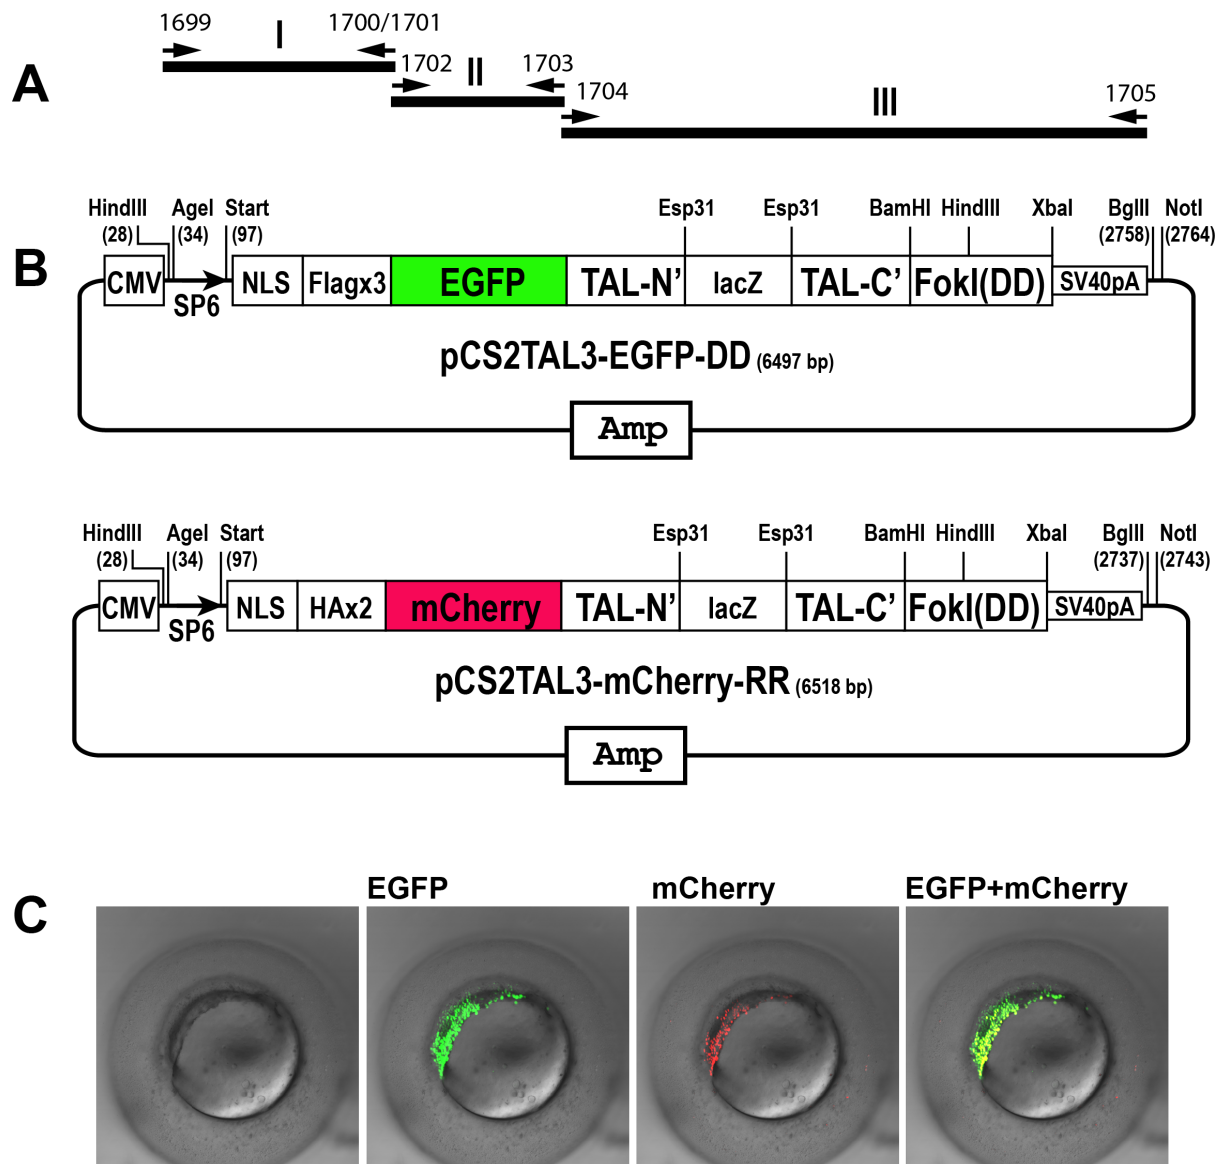 A
1699
I
1700/1701
1702
II
1703
1704
III
1705
B
HindIII
(28)
AgeI
(34)
Start
(97)
Esp31
Esp31
BamHI
HindIII
XbaI
BglII
(2758)
NotI
(2764)
CMV
SP6
NLS
Flagx3
EGFP
TAL-N’
lacZ
TAL-C’
FokI(DD)
SV40pA
pCS2TAL3-EGFP-DD (6497 bp)
Amp
HindIII
(28)
AgeI
(34)
Start
(97)
Esp31
Esp31
BamHI
HindIII
XbaI
BglII
(2737)
NotI
(2743)
CMV
SP6
NLS
HAx2
mCherry
TAL-N’
lacZ
TAL-C’
FokI(DD)
SV40pA
pCS2TAL3-mCherry-RR (6518 bp)
Amp
C
EGFP
mCherry
EGFP+mCherry